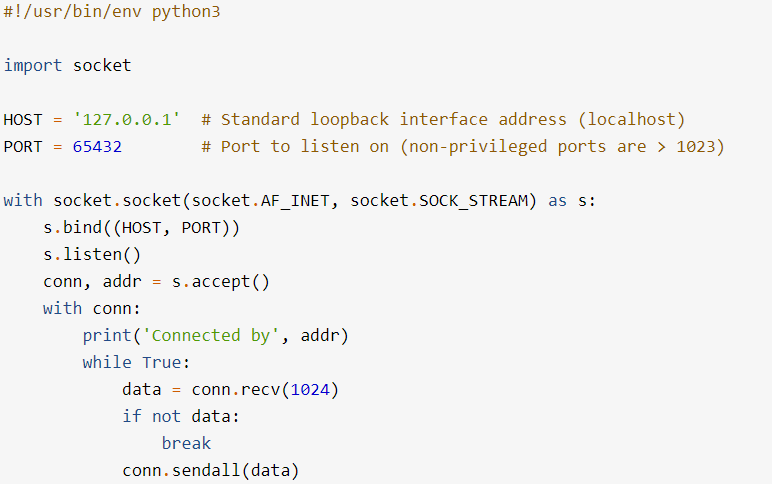 #!/usr/bin/env python3
import socket
HOST = '127.0.0.1'  # Standard loopback interface address (localhost)
PORT = 65432        # Port to listen on (non-privileged ports are > 1023)
with socket.socket(socket.AF_INET, socket.SOCK_STREAM) as s:
    s.bind((HOST, PORT))
    s.listen()
    conn, addr = s.accept()
    with conn:
        print('Connected by', addr)
        while True:
            data = conn.recv(1024)
            if not data:
                break
            conn.sendall(data)